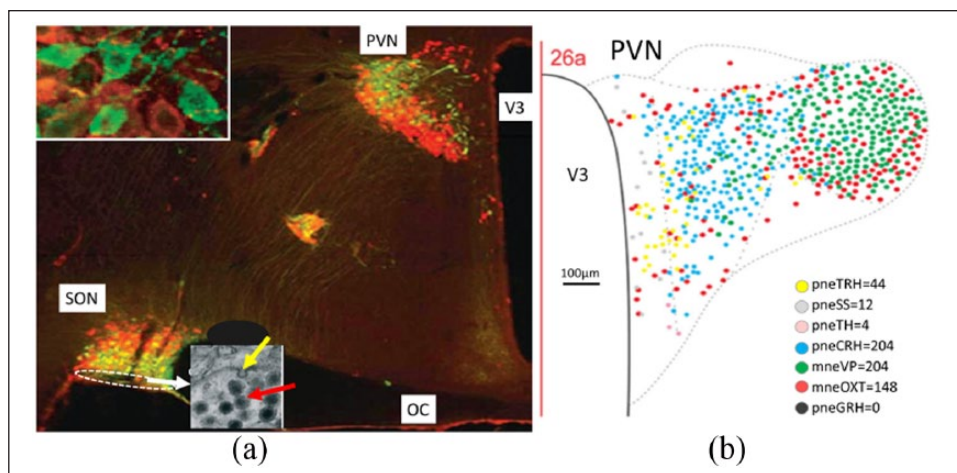 PVN
V3
SON
OC
(a)
26a
PVN
V3
100µm
pneTRH=44
pneSS=12
pneTH=4
pneCRH=204
mneVP=204
mneOXT=148
pneGRH=0
(b)